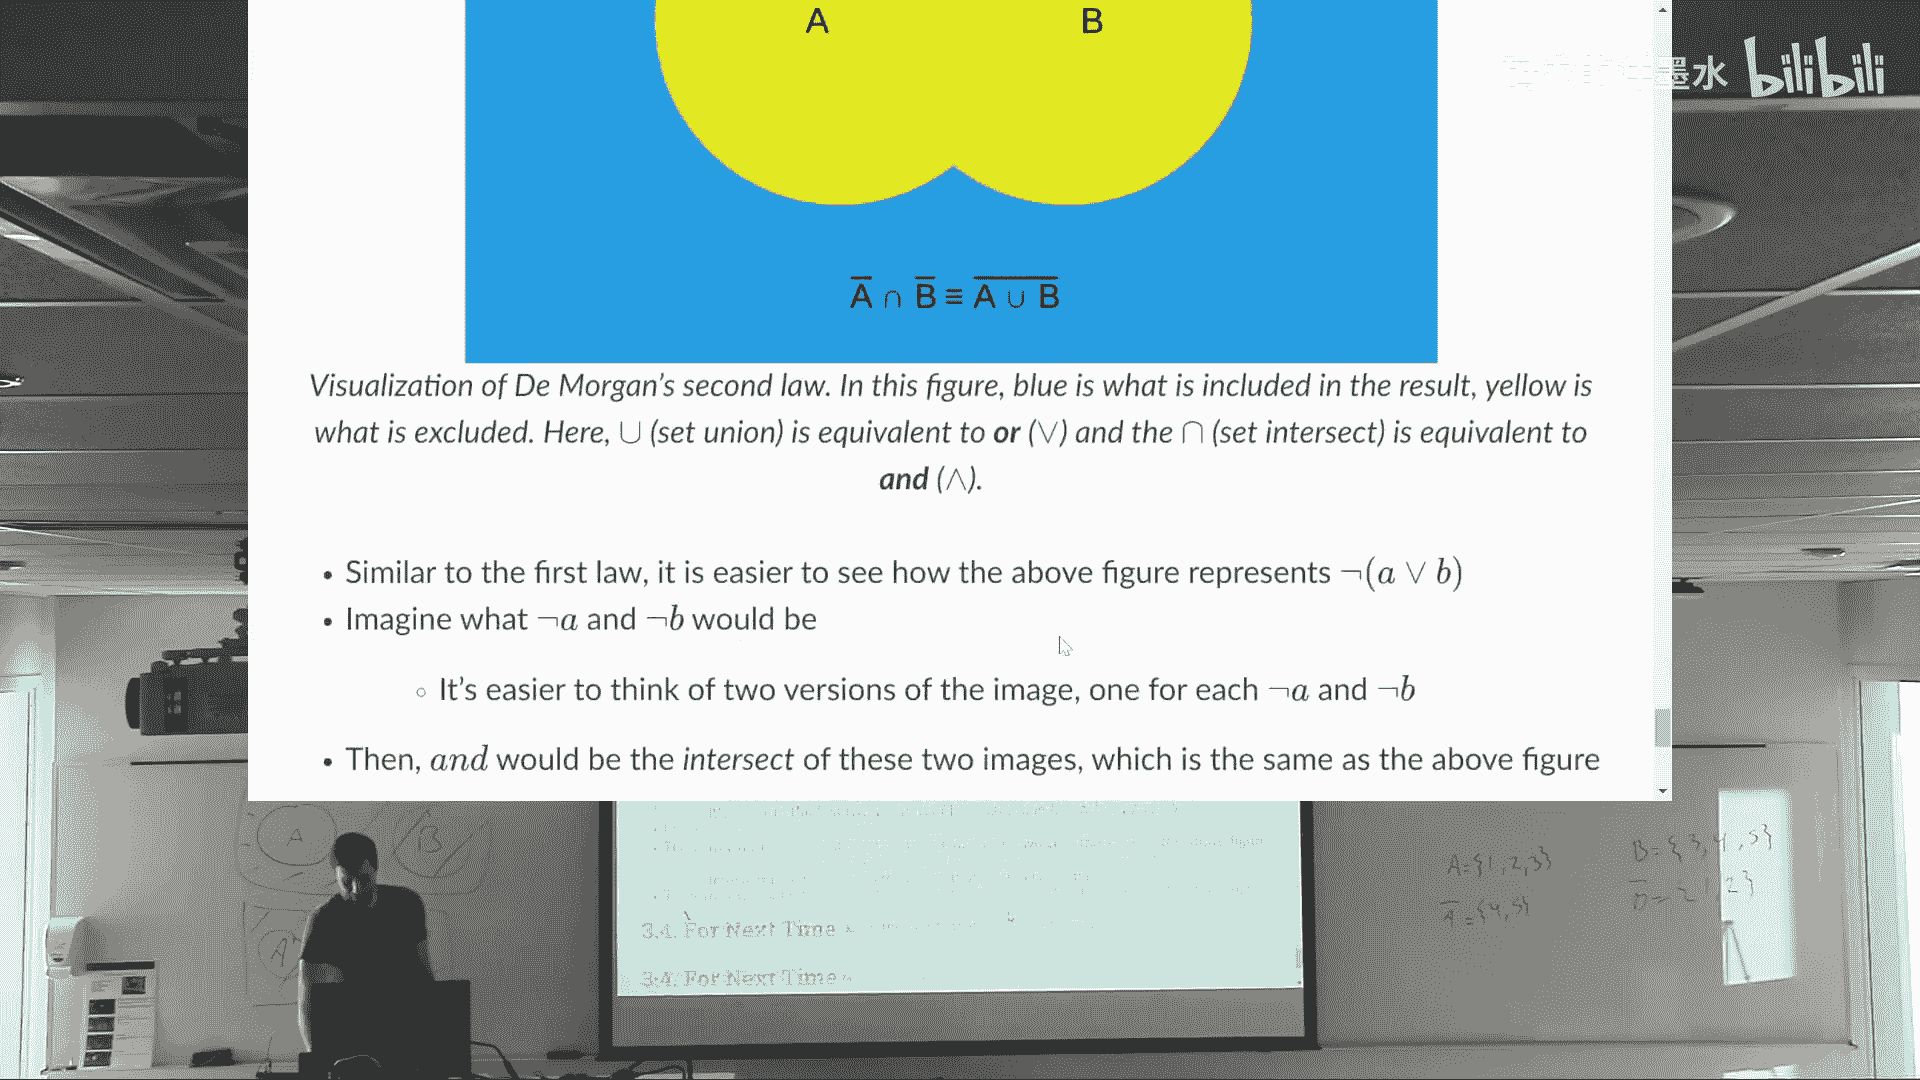 A B
墨水 bilibili
A̅ ∩ B̅ ≡ A̅ ̅∪̅ ̅B̅
Visualization of De Morgan’s second law. In this figure, blue is what is included in the result, yellow is
what is excluded. Here, ∪ (set union) is equivalent to or (∨) and the ∩ (set intersect) is equivalent to
and (∧).
• Similar to the first law, it is easier to see how the above figure represents ¬(a ∨ b)
• Imagine what ¬a and ¬b would be
◦ It’s easier to think of two versions of the image, one for each ¬a and ¬b
• Then, and would be the intersect of these two images, which is the same as the above figure
A B
A
A={1,2,3}
A̅={4,5}
B={3,4,5}
3.4. For Next Time
3.4. For Next Time